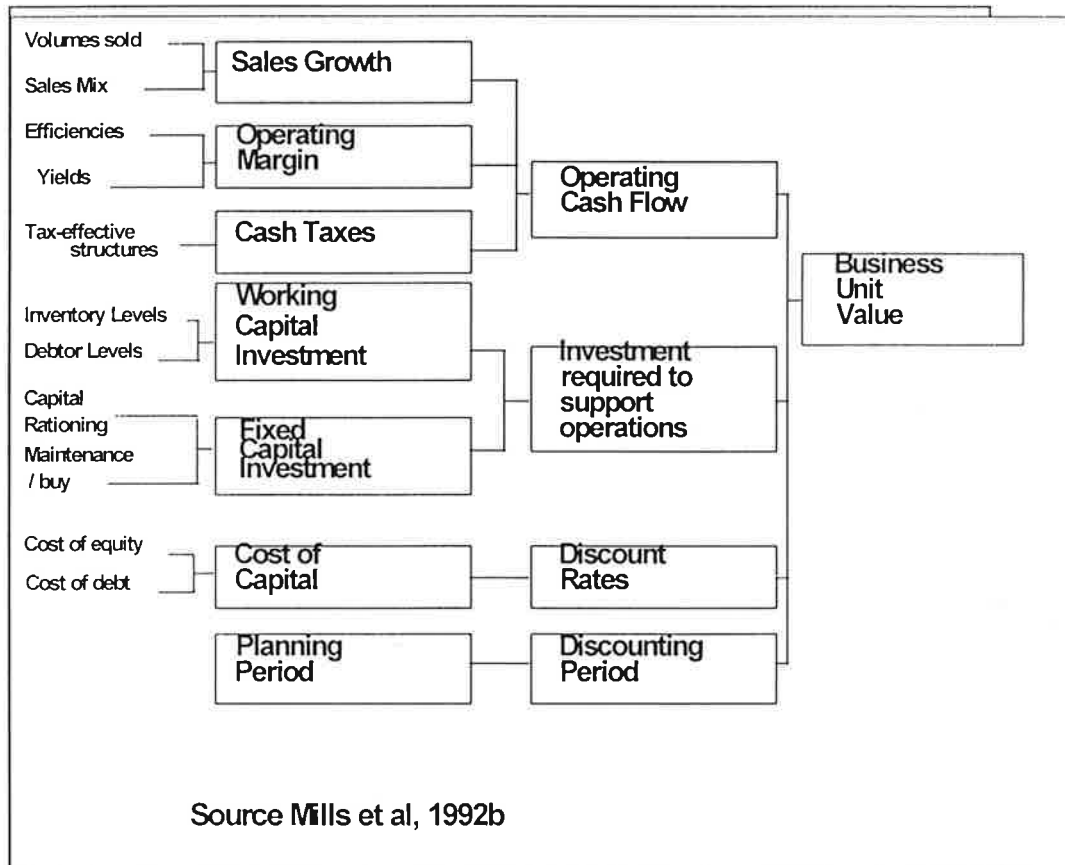 Volumes sold
Sales Mix
Sales Growth
Efficiencies
Yields
Operating
Margin
Tax-effective
structures
Cash Taxes
Operating
Cash Flow
Inventory Levels
Debtor Levels
Working
Capital
Investment
Capital
Rationing
Maintenance
/ buy
Fixed
Capital
Investment
Investment
required to
support
operations
Business
Unit
Value
Cost of equity
Cost of debt
Cost of
Capital
Discount
Rates
Planning
Period
Discounting
Period
Source Mills et al, 1992b